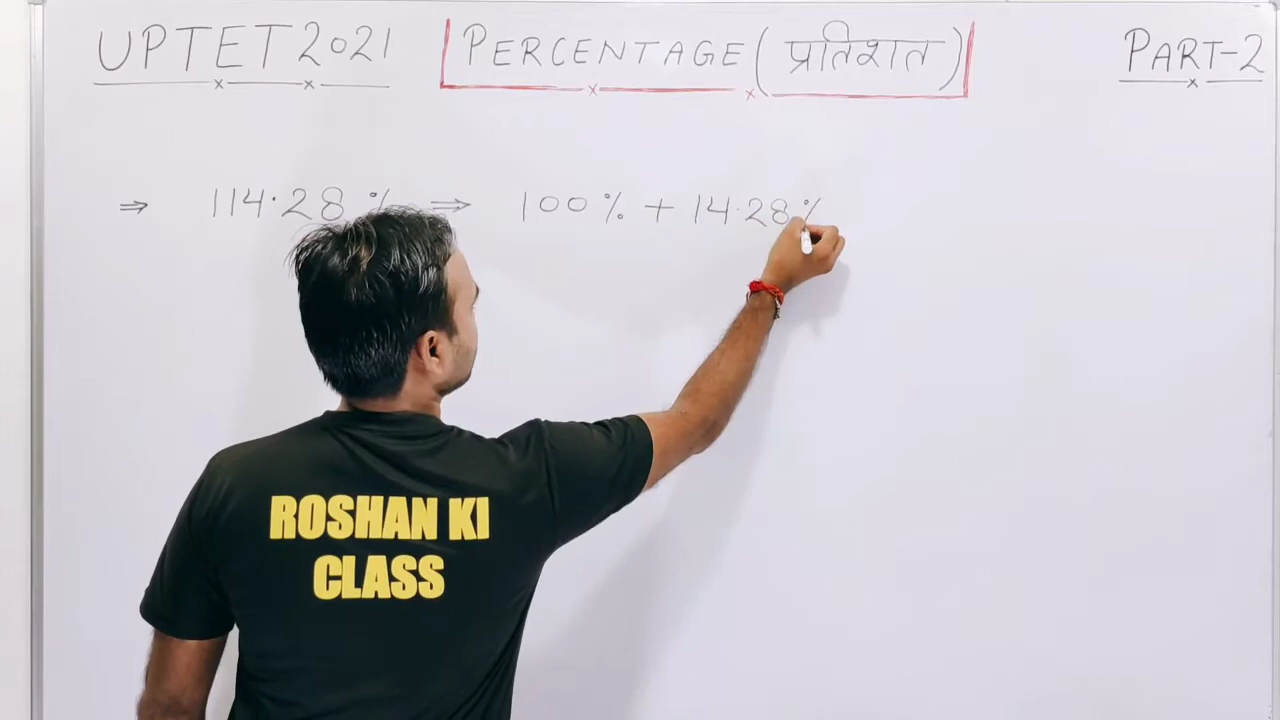 UPTET 2021 PERCENTAGE (प्रतिशत) PART-2
⇒ 114.28 % ⇒ 100% + 14.28%
ROSHAN KI
CLASS